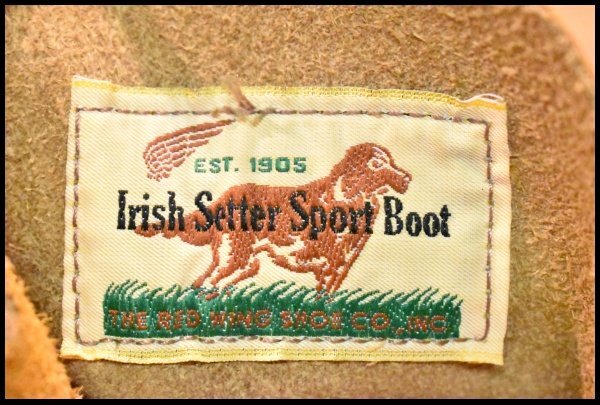 EST. 1905
Irish Setter Sport Boot
THE RED WING SHOE CO., INC.